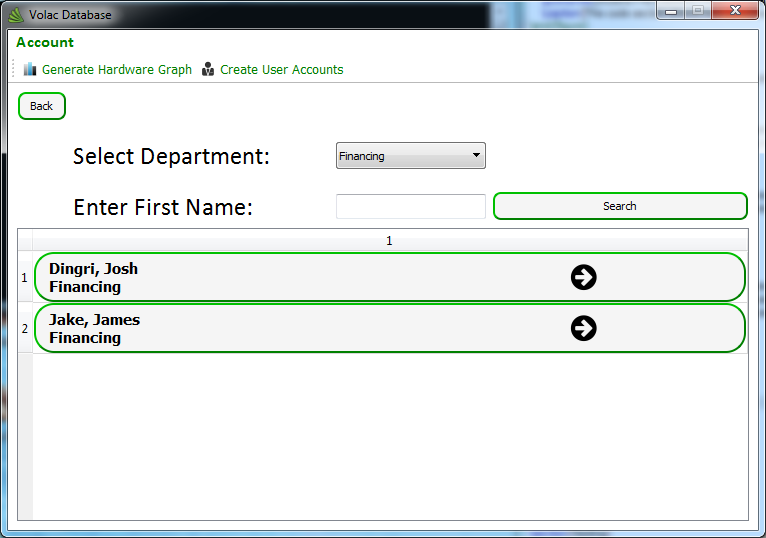 Volac Database
Account
Generate Hardware Graph Create User Accounts
Back
Select Department: Financing
Enter First Name: Search
1
1 Dingri, Josh
Financing
2 Jake, James
Financing